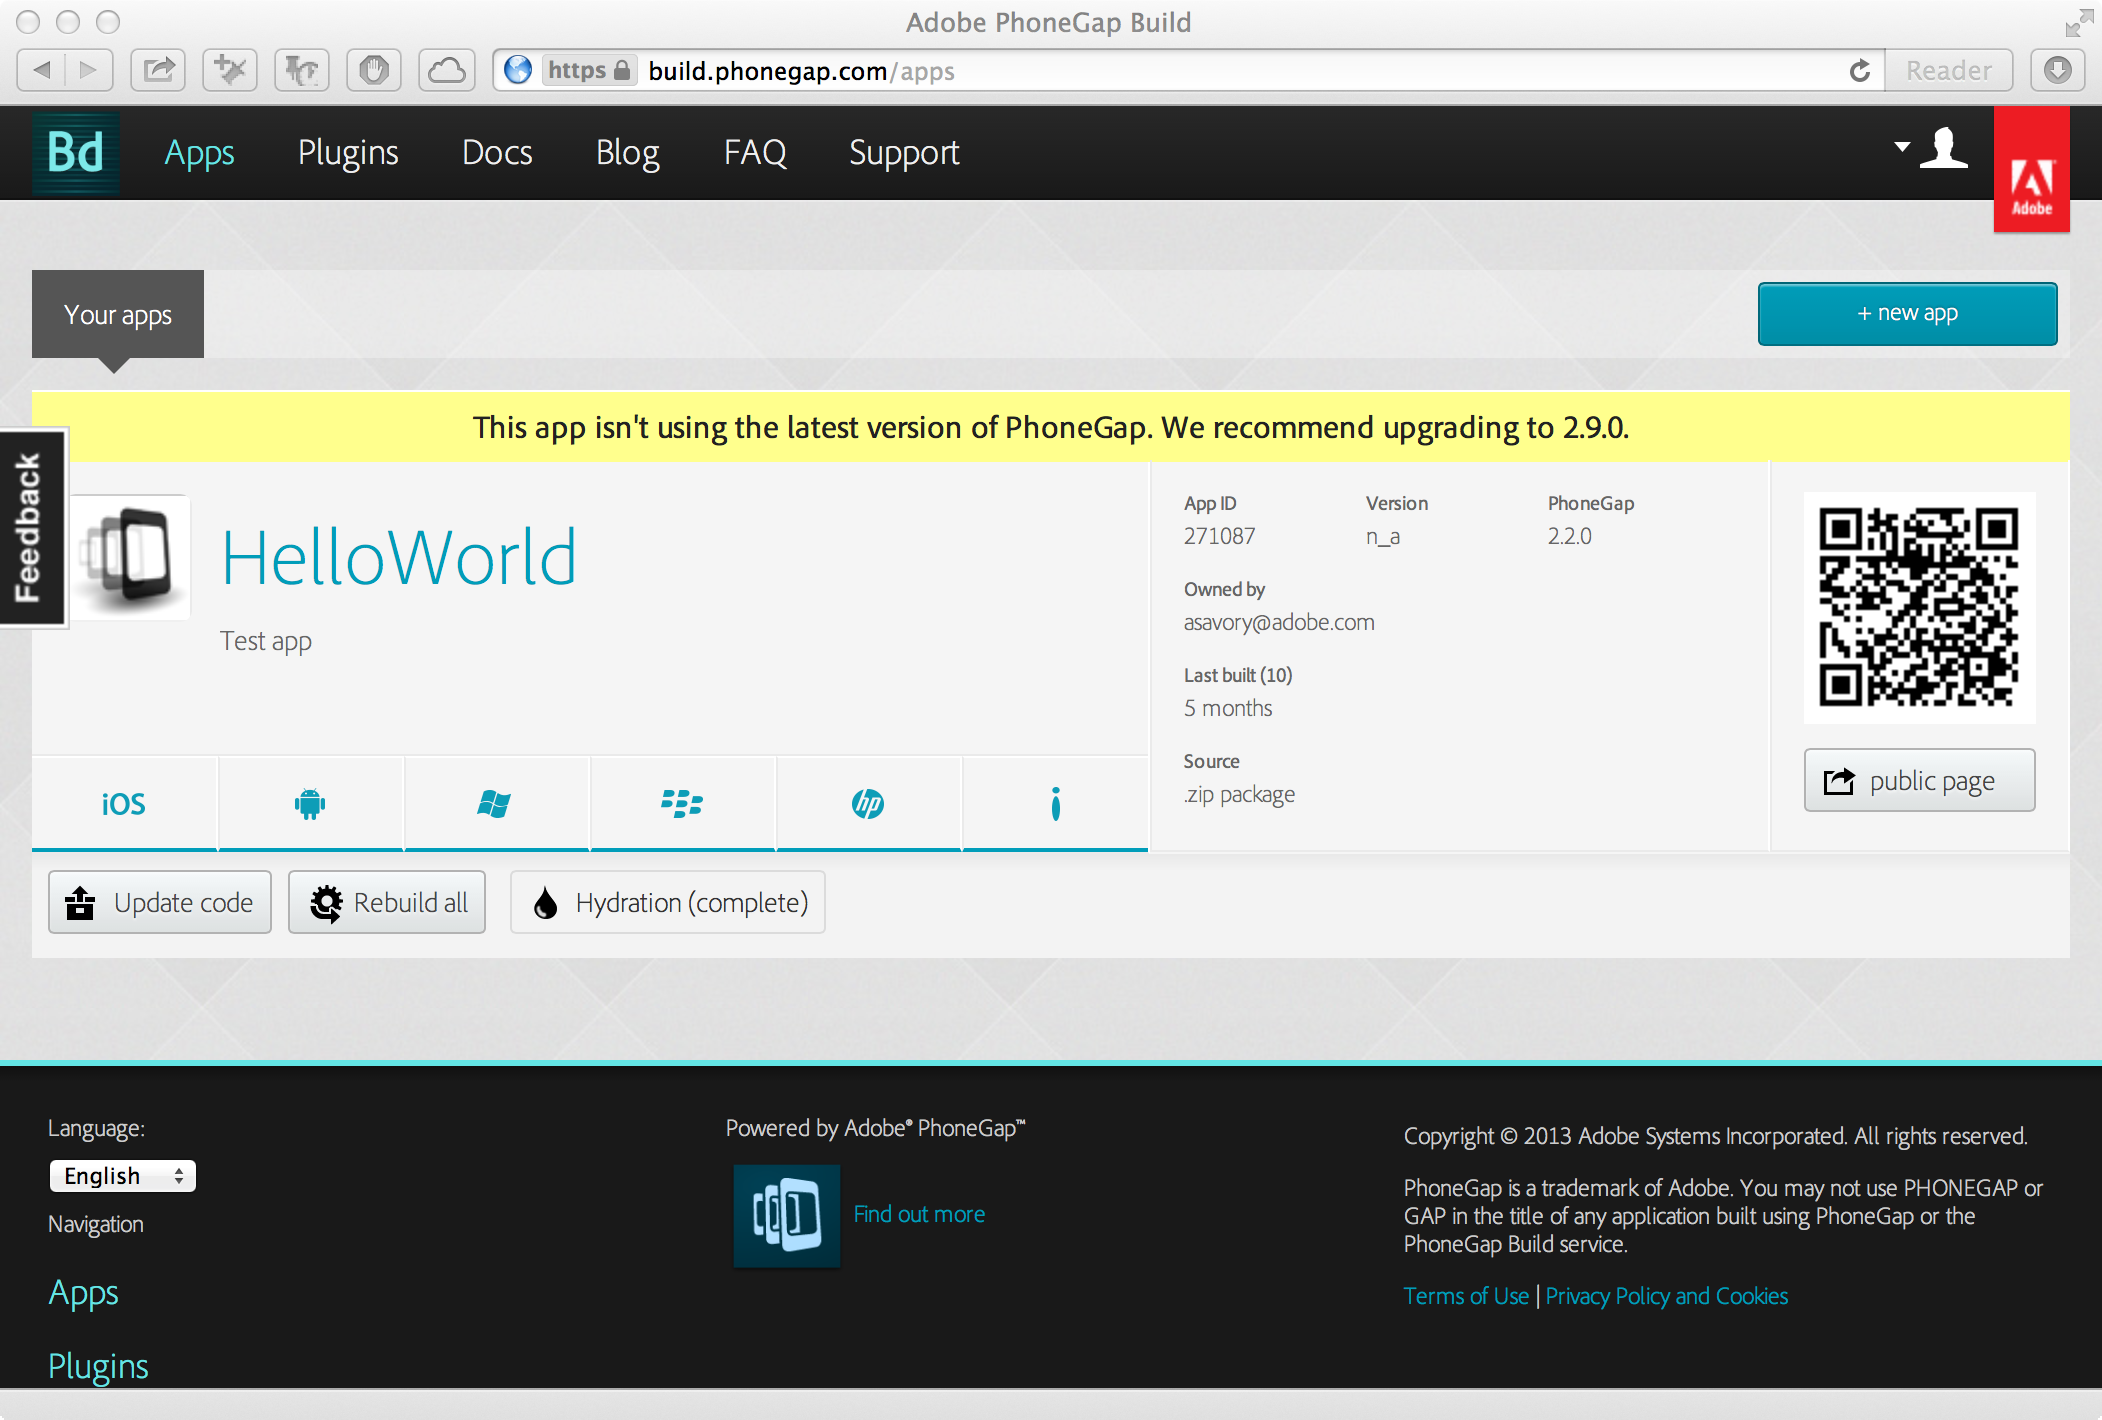 Adobe PhoneGap Build
https build.phonegap.com/apps
Reader
Bd Apps Plugins Docs Blog FAQ Support
Adobe
Your apps
+ new app
This app isn't using the latest version of PhoneGap. We recommend upgrading to 2.9.0.
Feedback
HelloWorld
Test app
App ID Version PhoneGap
271087 n_a 2.2.0
Owned by
asavory@adobe.com
Last built (10)
5 months
Source
.zip package
public page
iOS
hp
Update code
Rebuild all
Hydration (complete)
Language:
English
Navigation
Apps
Plugins
Powered by Adobe® PhoneGap™
Find out more
Copyright © 2013 Adobe Systems Incorporated. All rights reserved.
PhoneGap is a trademark of Adobe. You may not use PHONEGAP or
GAP in the title of any application built using PhoneGap or the
PhoneGap Build service.
Terms of Use | Privacy Policy and Cookies